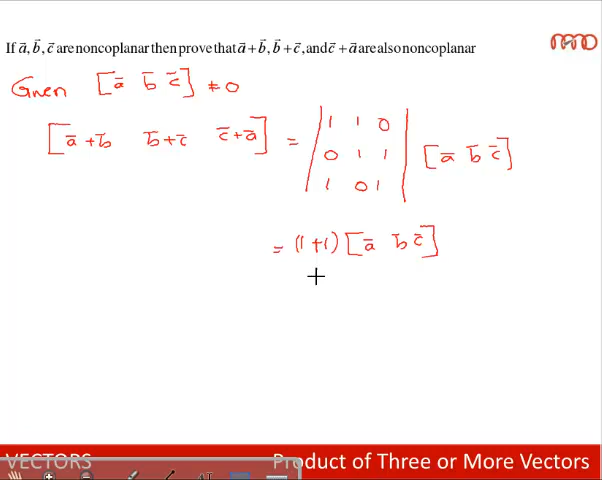 If a⃗, b⃗, c⃗ are noncoplanar then prove that a⃗ + b⃗, b⃗ + c⃗, and c⃗ + a⃗ are also noncoplanar
Given [a̅ b̅ c̅] ≠ 0
[a̅ + b̅ b̅ + c̅ c̅ + a̅] = | 1 1 0 |
| 0 1 1 | [a̅ b̅ c̅]
| 1 0 1 |
= (1 + 1) [a̅ b̅ c̅]
VECTORS Product of Three or More Vectors